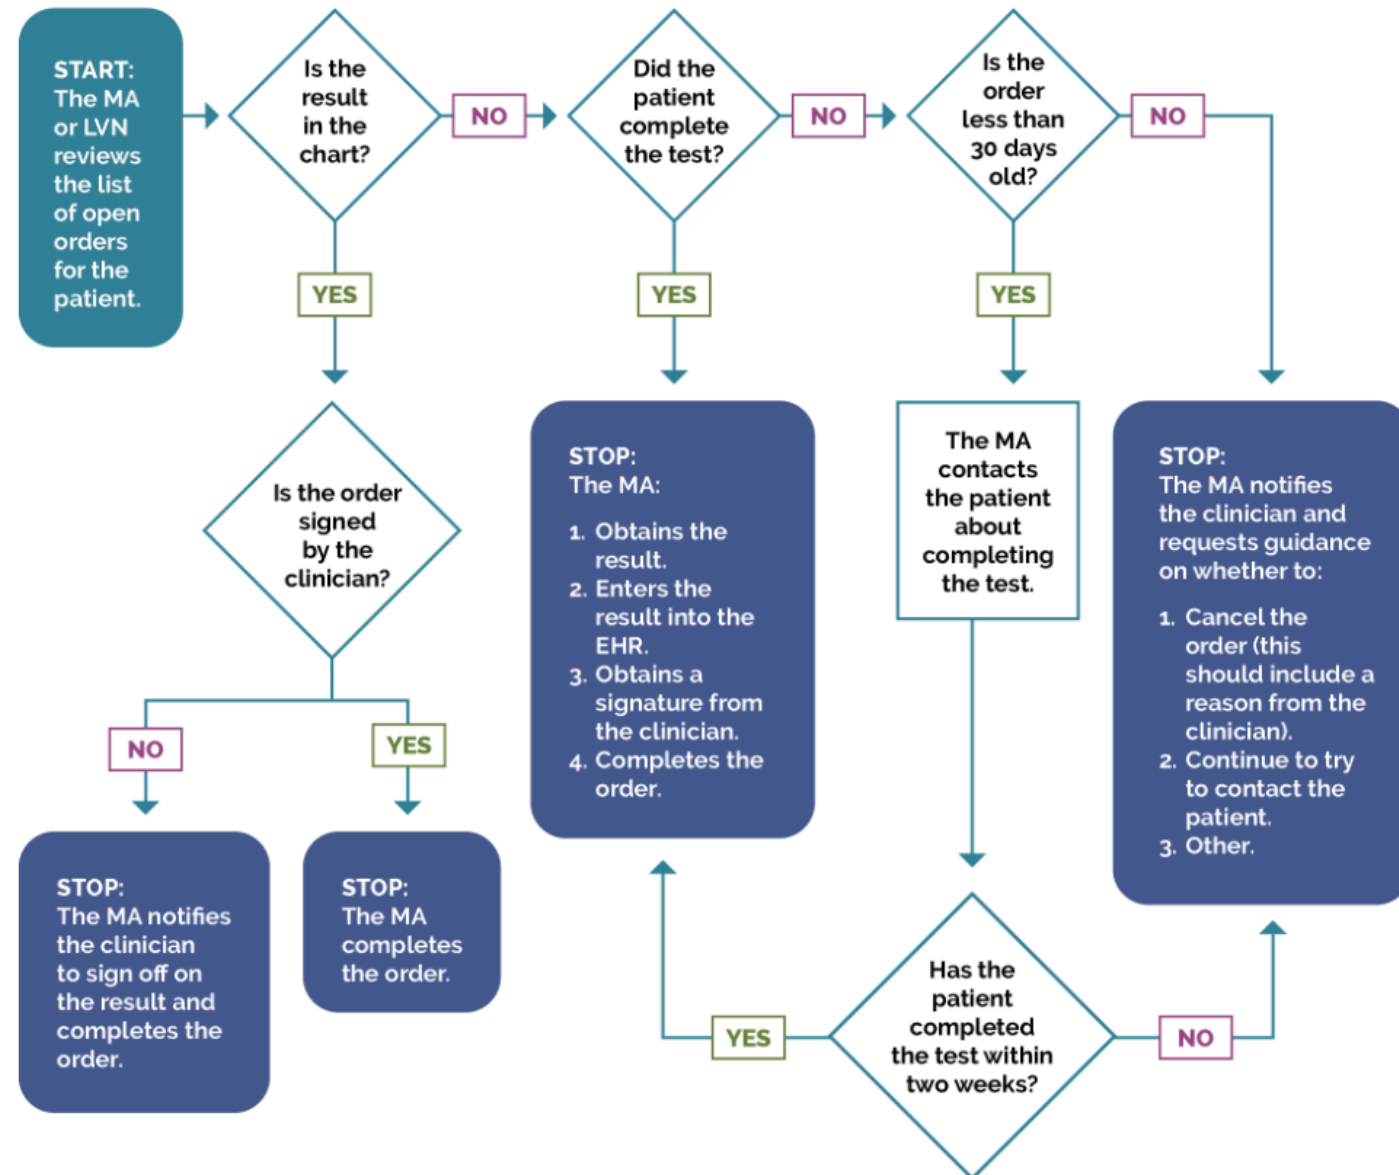 START:
The MA
or LVN
reviews
the list
of open
orders
for the
patient.
Is the
result
in the
chart?
NO
Did the
patient
complete
the test?
NO
Is the
order
less than
30 days
old?
NO
YES
YES
YES
Is the order
signed
by the
clinician?
NO
YES
STOP:
The MA notifies
the clinician
to sign off on
the result and
completes the
order.
STOP:
The MA
completes
the order.
STOP:
The MA:
1. Obtains the
result.
2. Enters the
result into the
EHR.
3. Obtains a
signature from
the clinician.
4. Completes the
order.
The MA
contacts
the patient
about
completing
the test.
STOP:
The MA notifies
the clinician and
requests guidance
on whether to:
1. Cancel the
order (this
should include a
reason from the
clinician).
2. Continue to try
to contact the
patient.
3. Other.
Has the
patient
completed
the test within
two weeks?
YES
NO